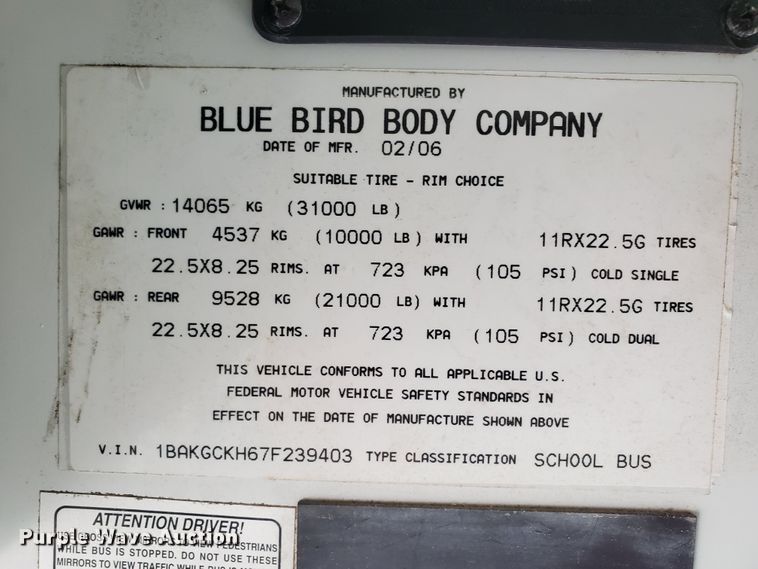 MANUFACTURED BY
BLUE BIRD BODY COMPANY
DATE OF MFR. 02/06
SUITABLE TIRE - RIM CHOICE
GVWR : 14065 KG (31000 LB)
GAWR : FRONT 4537 KG (10000 LB) WITH 11RX22.5G TIRES
22.5X8.25 RIMS. AT 723 KPA (105 PSI) COLD SINGLE
GAWR : REAR 9528 KG (21000 LB) WITH 11RX22.5G TIRES
22.5X8.25 RIMS. AT 723 KPA (105 PSI) COLD DUAL
THIS VEHICLE CONFORMS TO ALL APPLICABLE U.S.
FEDERAL MOTOR VEHICLE SAFETY STANDARDS IN
EFFECT ON THE DATE OF MANUFACTURE SHOWN ABOVE
V.I.N. 1BAKGCKH67F239403 TYPE CLASSIFICATION SCHOOL BUS
ATTENTION DRIVER!
PEDESTRIANS
Purple Wave Auction
WHILE BUS IS STOPPED. DO NOT USE THESE
MIRRORS TO VIEW TRAFFIC WHILE BUS IS